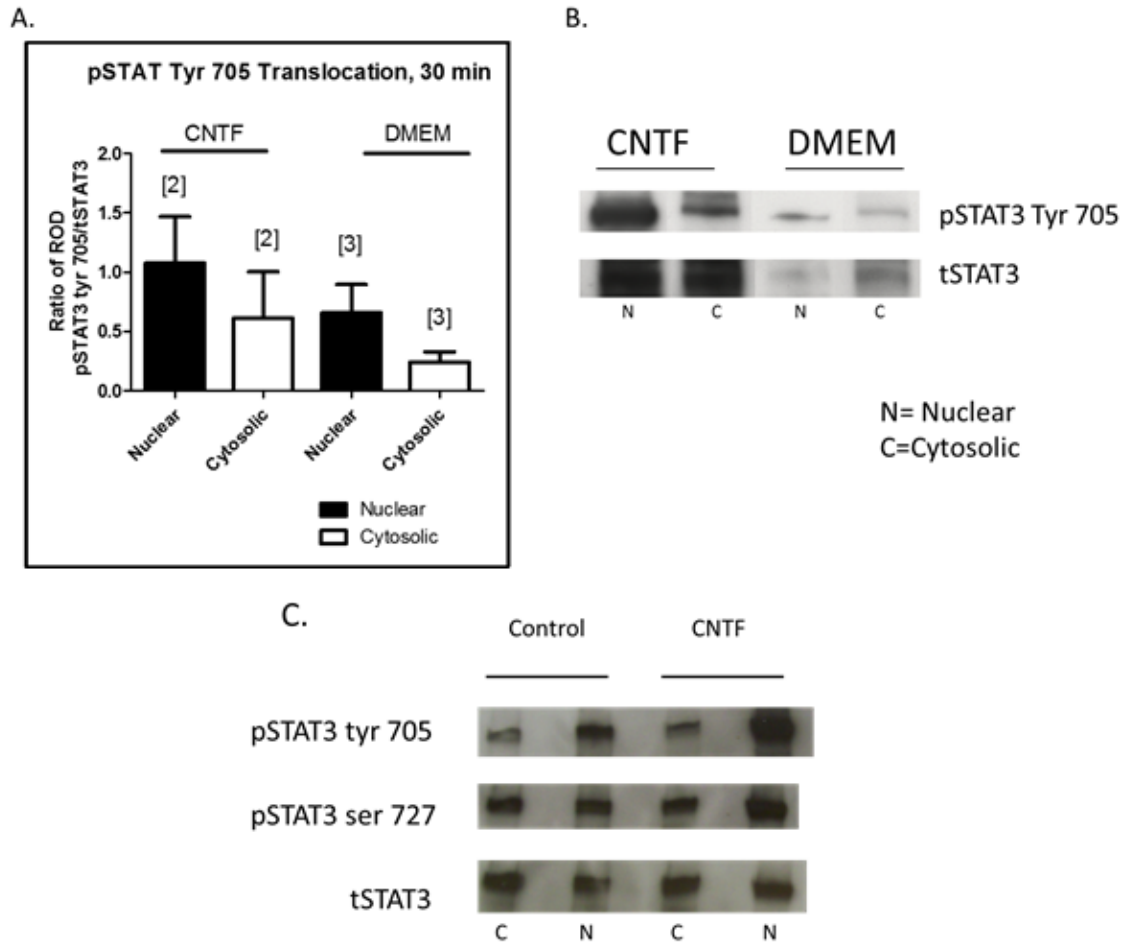 A.
pSTAT Tyr 705 Translocation, 30 min
CNTF DMEM
Ratio of ROD
pSTAT3 tyr 705/tSTAT3
2.0
1.5
1.0
0.5
0.0
[2]
[2]
[3]
[3]
Nuclear
Cytosolic
Nuclear
Cytosolic
Nuclear
Cytosolic
B.
CNTF DMEM
pSTAT3 Tyr 705
tSTAT3
N C N C
N= Nuclear
C=Cytosolic
C.
Control CNTF
pSTAT3 tyr 705
pSTAT3 ser 727
tSTAT3
C N C N